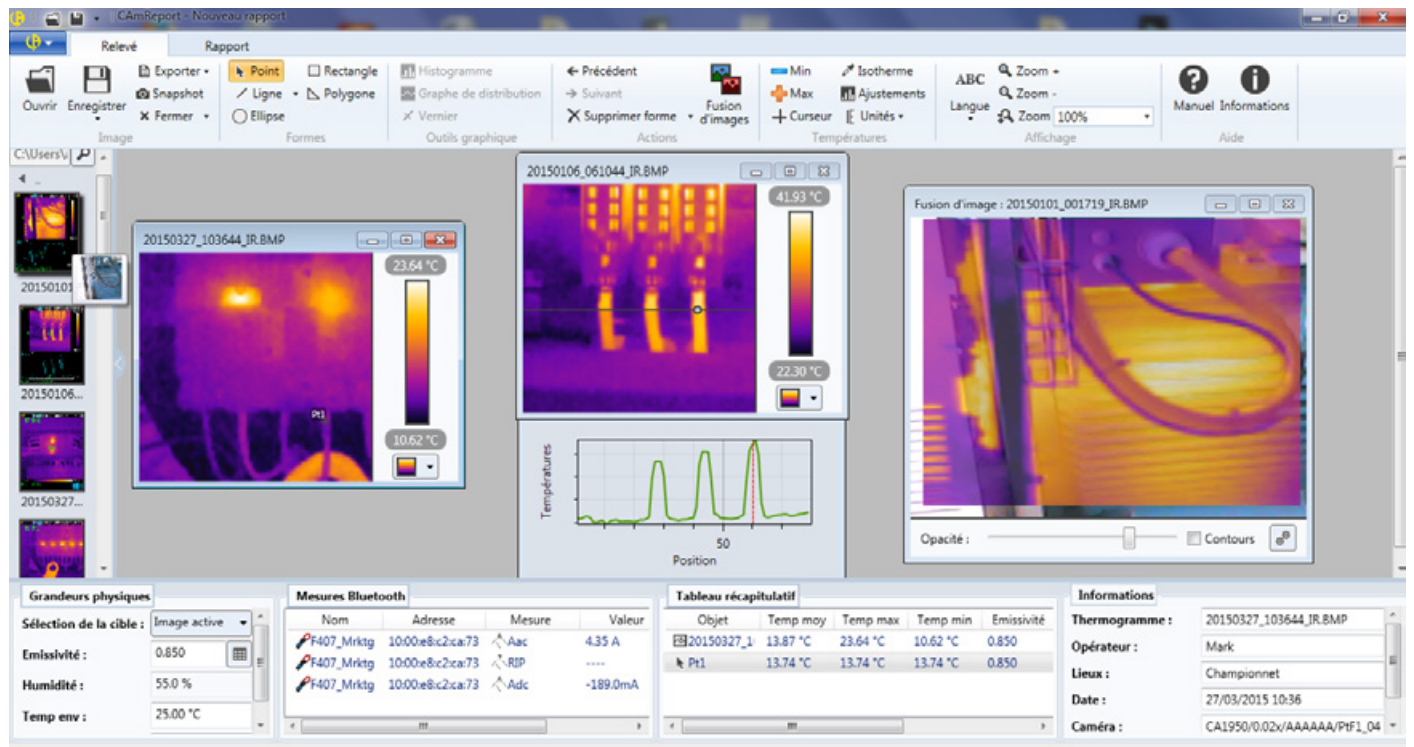 CAmReport - Nouveau rapport
Relevé Rapport
Ouvrir
Enregistrer
Exporter
Snapshot
Fermer
Image
Point
Ligne
Ellipse
Rectangle
Polygone
Formes
Histogramme
Graphe de distribution
Vernier
Outils graphique
Précédent
Suivant
Supprimer forme
Fusion d'images
Actions
Min
Max
Curseur
Isotherme
Ajustements
Unités
Températures
ABC
Langue
Zoom +
Zoom -
Zoom 100%
Affichage
Manuel
Informations
Aide
C:\Users\
20150101
20150106...
20150327...
20150327_103644_IR.BMP
23.64 °C
Pt1
10.62 °C
20150106_061044_IR.BMP
41.93 °C
22.30 °C
Températures
50
Position
Fusion d'image : 20150101_001719_IR.BMP
Opacité :
Contours
Grandeurs physiques
Sélection de la cible : Image active
Emissivité : 0.850
Humidité : 55.0 %
Temp env : 25.00 °C
Mesures Bluetooth
Nom Adresse Mesure Valeur
F407_Mrktg 10:00:e8:c2:ca:73 Aac 4.35 A
F407_Mrktg 10:00:e8:c2:ca:73 RIP ----
F407_Mrktg 10:00:e8:c2:ca:73 Adc -189.0mA
Tableau récapitulatif
Objet Temp moy Temp max Temp min Emissivité
20150327_1 13.87 °C 23.64 °C 10.62 °C 0.850
Pt1 13.74 °C 13.74 °C 13.74 °C 0.850
Informations
Thermogramme : 20150327_103644_IR.BMP
Opérateur : Mark
Lieux : Championnet
Date : 27/03/2015 10:36
Caméra : CA1950/0.02x/AAAAAA/PtF1_04